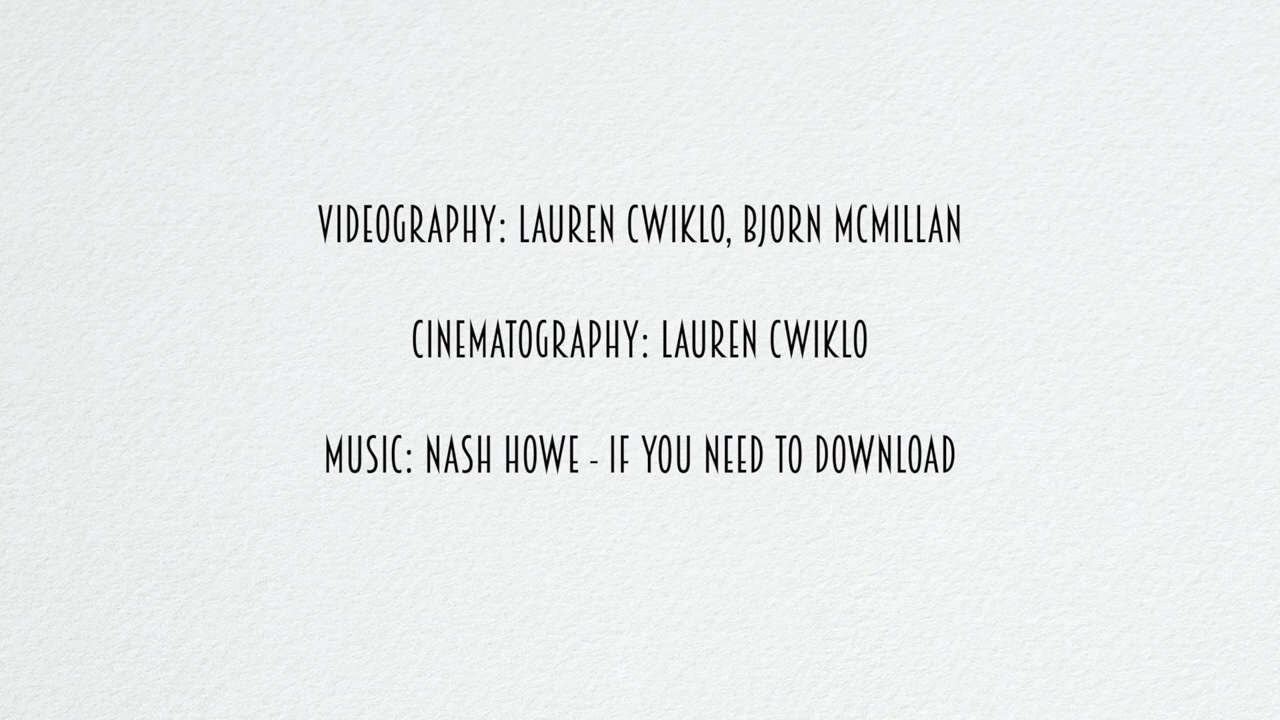 VIDEOGRAPHY: LAUREN CWIKLO, BJORN MCMILLAN
CINEMATOGRAPHY: LAUREN CWIKLO
MUSIC: NASH HOWE - IF YOU NEED TO DOWNLOAD